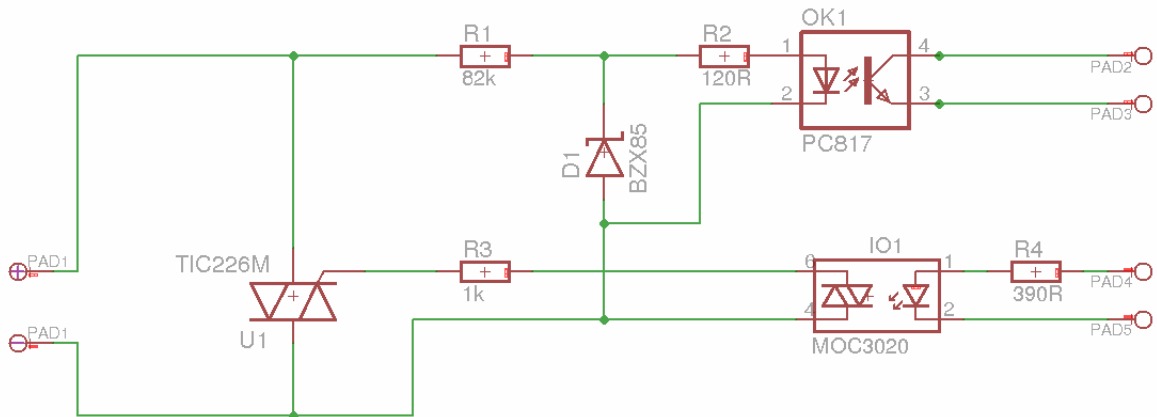 OK1
R1
R2
1
4
82k
120R
PAD2
2
3
PAD3
PC817
D1
BZX85
PAD1
TIC226M
R3
IO1
R4
6
1
1k
390R
PAD4
4
2
PAD1
U1
MOC3020
PAD5